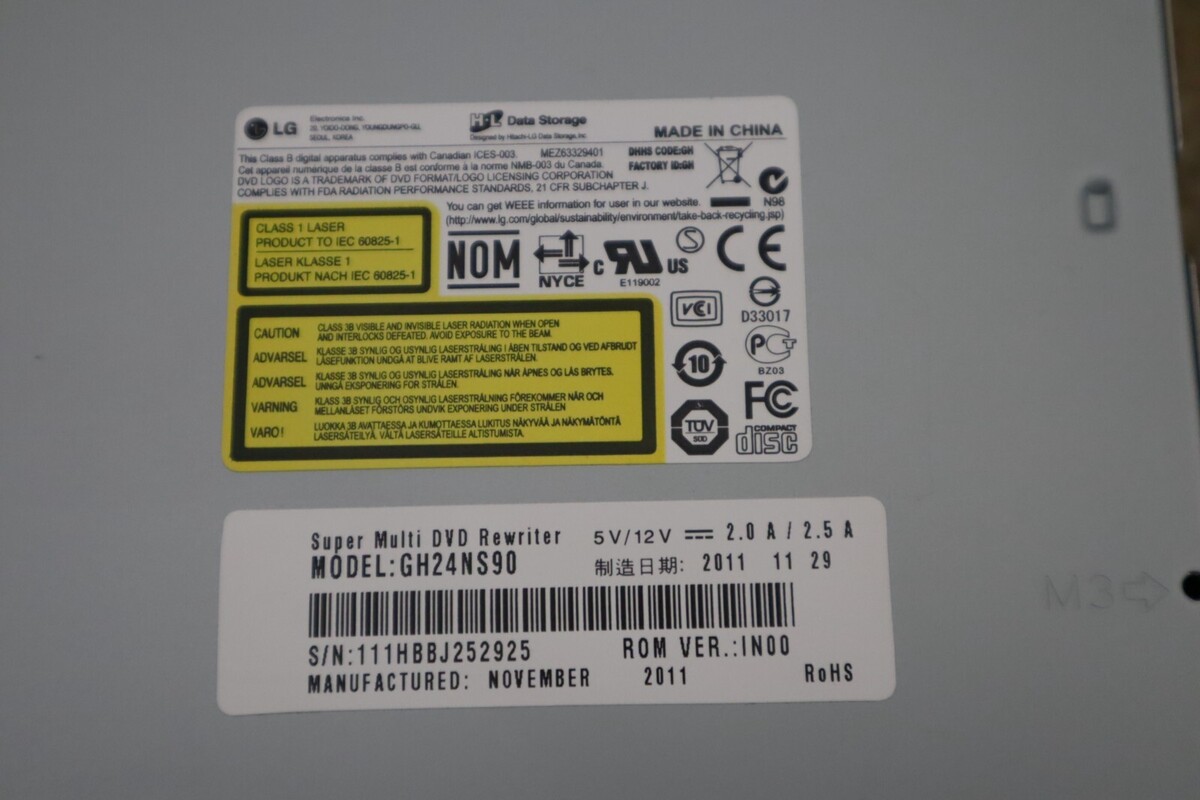 LG
Electronics Inc.
20, YOIDO-DONG, YOUNGDUNGPO-GU,
SEOUL, KOREA
H·L Data Storage
Designed by Hitachi-LG Data Storage, Inc.
MADE IN CHINA
This Class B digital apparatus complies with Canadian ICES-003. MEZ63329401
Cet appareil numérique de la classe B est conforme à la norme NMB-003 du Canada.
DVD LOGO IS A TRADEMARK OF DVD FORMAT/LOGO LICENSING CORPORATION
COMPLIES WITH FDA RADIATION PERFORMANCE STANDARDS, 21 CFR SUBCHAPTER J.
DHHS CODE:GH
FACTORY ID:GH
N98
You can get WEEE information for user in our website.
(http://www.lg.com/global/sustainability/environment/take-back-recycling.jsp)
CLASS 1 LASER
PRODUCT TO IEC 60825-1
LASER KLASSE 1
PRODUKT NACH IEC 60825-1
NOM
NYCE
c RU US
E119002
S
CE
VCI
D33017
10
PCT
BZ03
FC
TÜV
SÜD
COMPACT
disc
CAUTION CLASS 3B VISIBLE AND INVISIBLE LASER RADIATION WHEN OPEN
AND INTERLOCKS DEFEATED. AVOID EXPOSURE TO THE BEAM.
ADVARSEL KLASSE 3B SYNLIG OG USYNLIG LASERSTRÅLING I ÅBEN TILSTAND OG VED AFBRUDT
LÅSEFUNKTION UNDGÅ AT BLIVE RAMT AF LASERSTRÅLEN.
ADVARSEL KLASSE 3B SYNLIG OG USYNLIG LASERSTRÅLING NÅR ÅPNES OG LÅS BRYTES.
UNNGÅ EKSPONERING FOR STRÅLEN.
VARNING KLASS 3B SYNLIG OCH OSYNLIG LASERSTRÅLNING FÖREKOMMER NÄR OCH
MELLANLÅSET FÖRSTÖRS UNDVIK EXPONERING UNDER STRÅLEN
VARO! LUOKKA 3B AVATTAESSA JA KUMOTTAESSA LUKITUS NÄKYVÄÄ JA NÄKYMÄTÖNTÄ
LASERSÄTEILYÄ. VÄLTÄ LASERSÄTEILLE ALTISTUMISTA.
Super Multi DVD Rewriter 5V/12V ⎓ 2.0 A / 2.5 A
MODEL:GH24NS90 制造日期: 2011 11 29
S/N:111HBBJ252925 ROM VER.:IN00
MANUFACTURED: NOVEMBER 2011 RoHS
M3